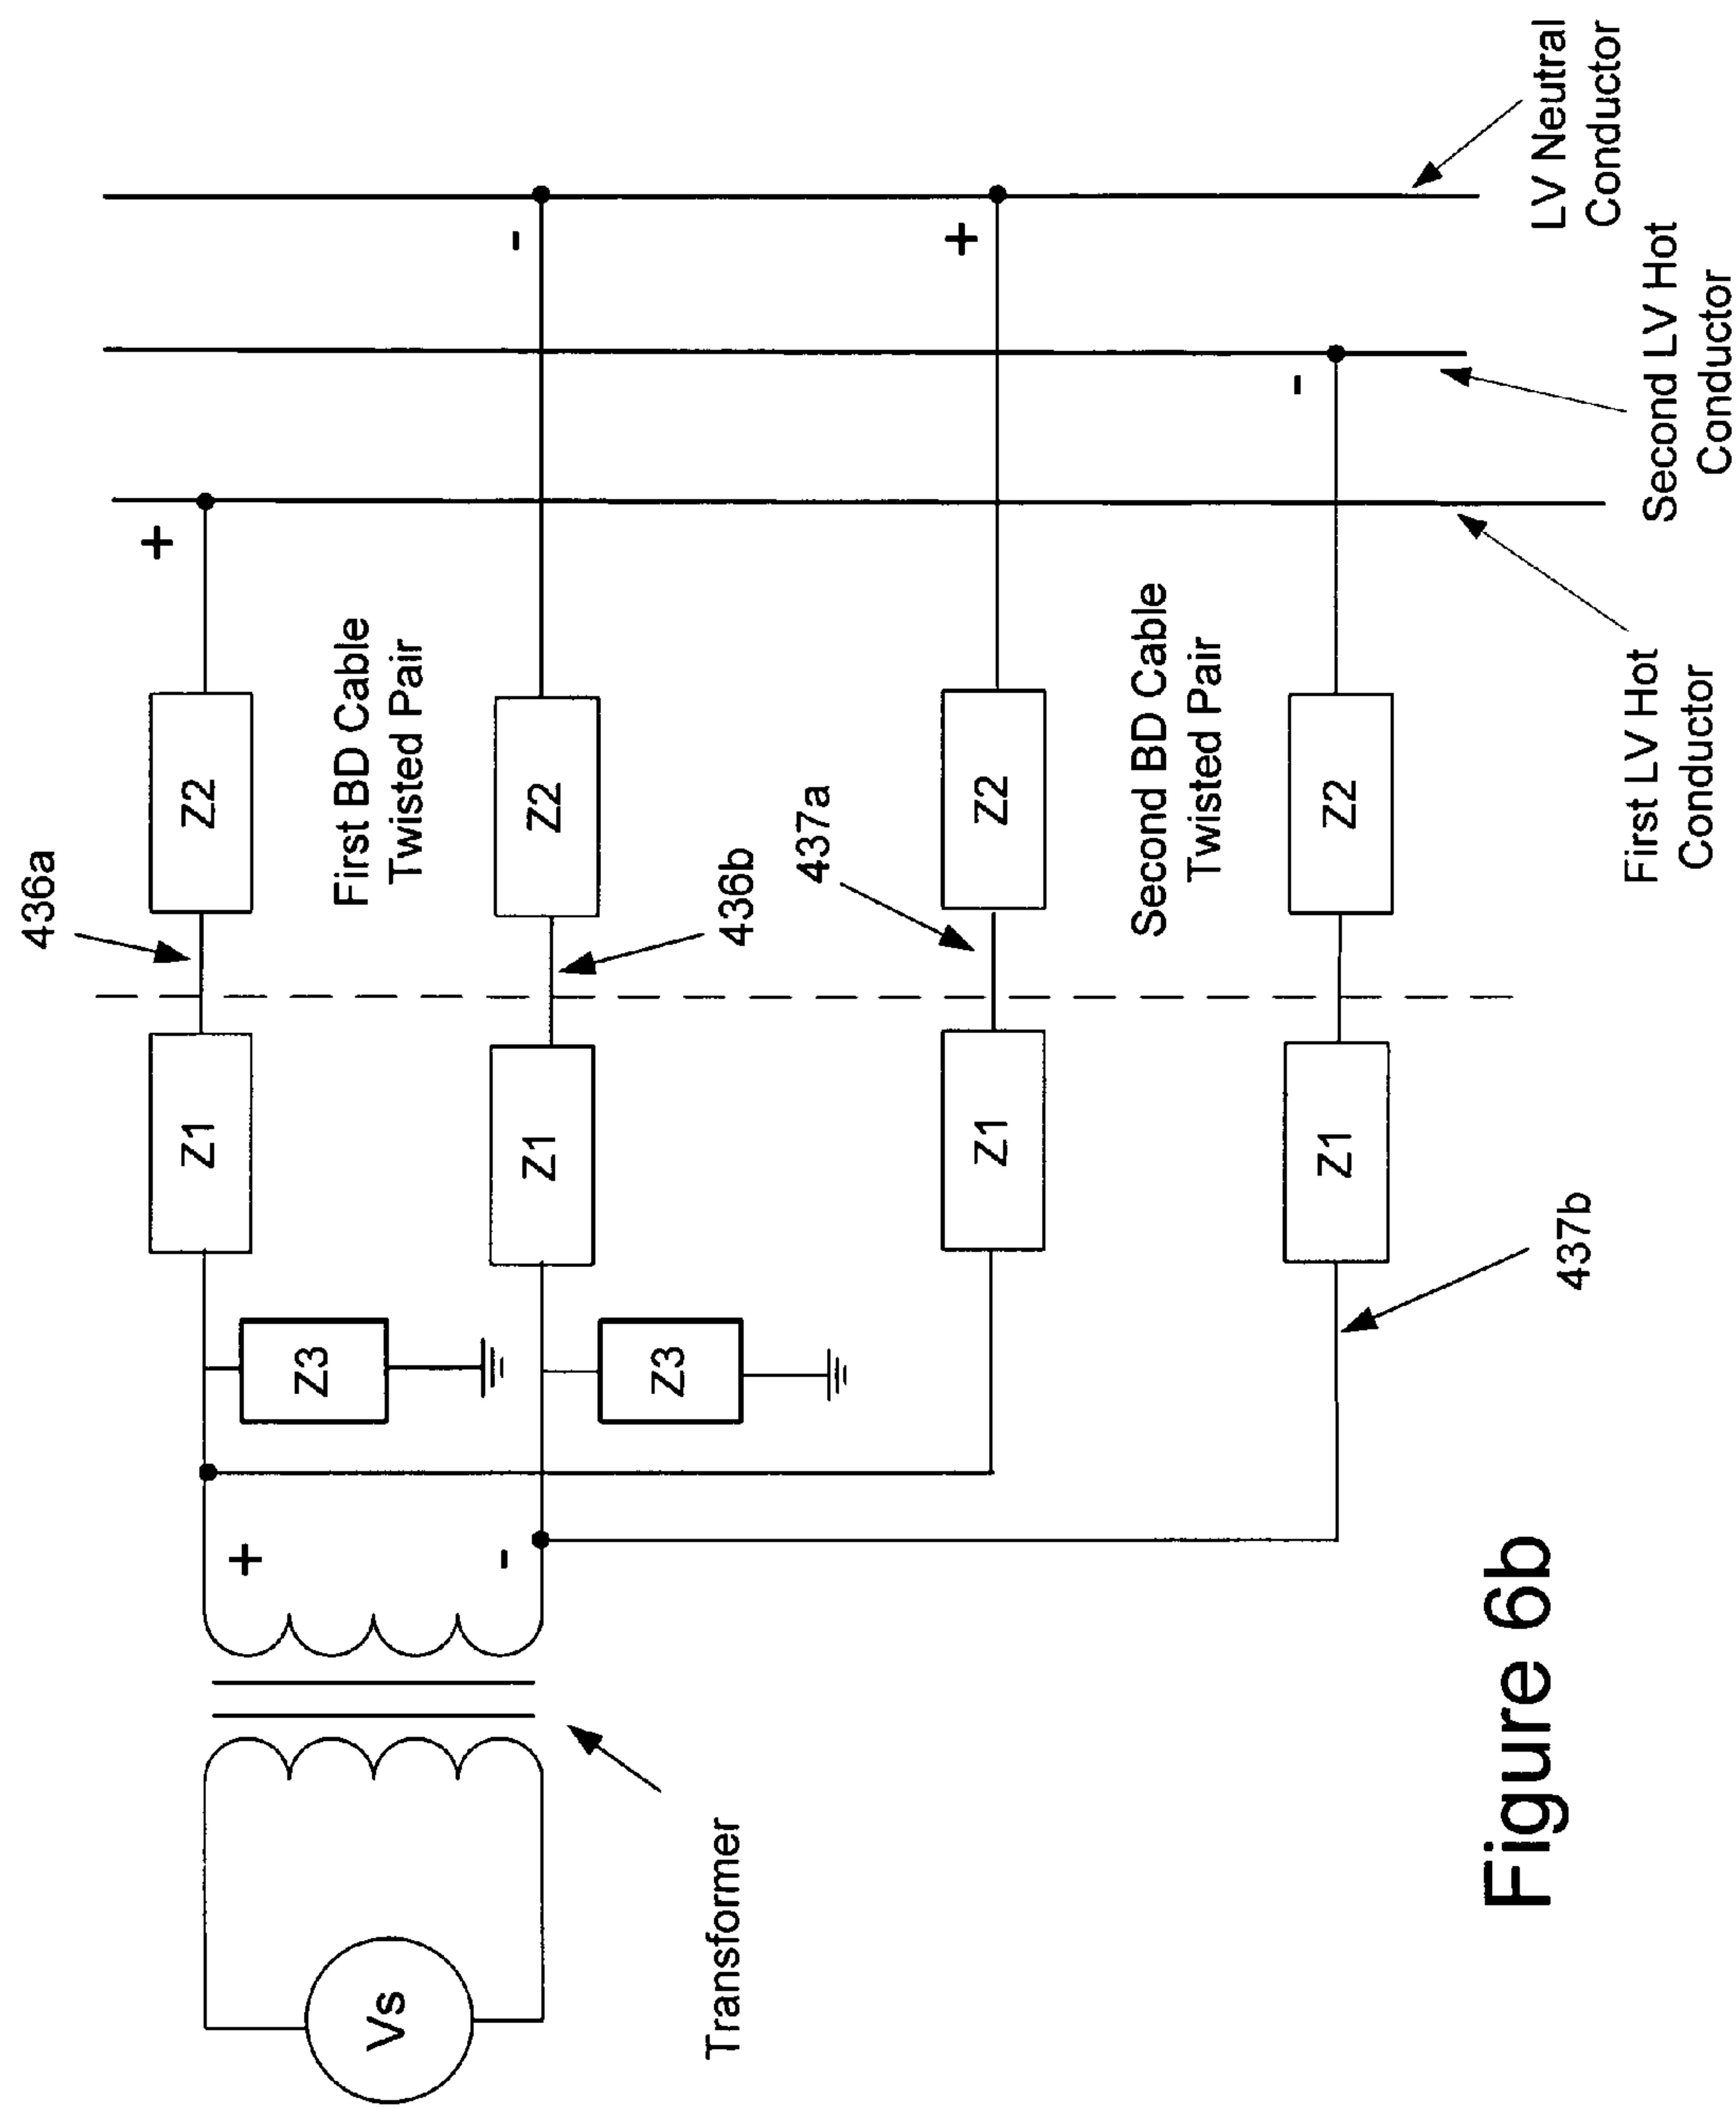 436a
Z1
Z2
+
+
First BD Cable
Twisted Pair
Z3
Vs
-
Z1
Z2
-
436b
Z3
Transformer
437a
Z1
Z2
+
Second BD Cable
Twisted Pair
Z1
Z2
-
437b
First LV Hot
Conductor
Second LV Hot
Conductor
LV Neutral
Conductor
Figure 6b